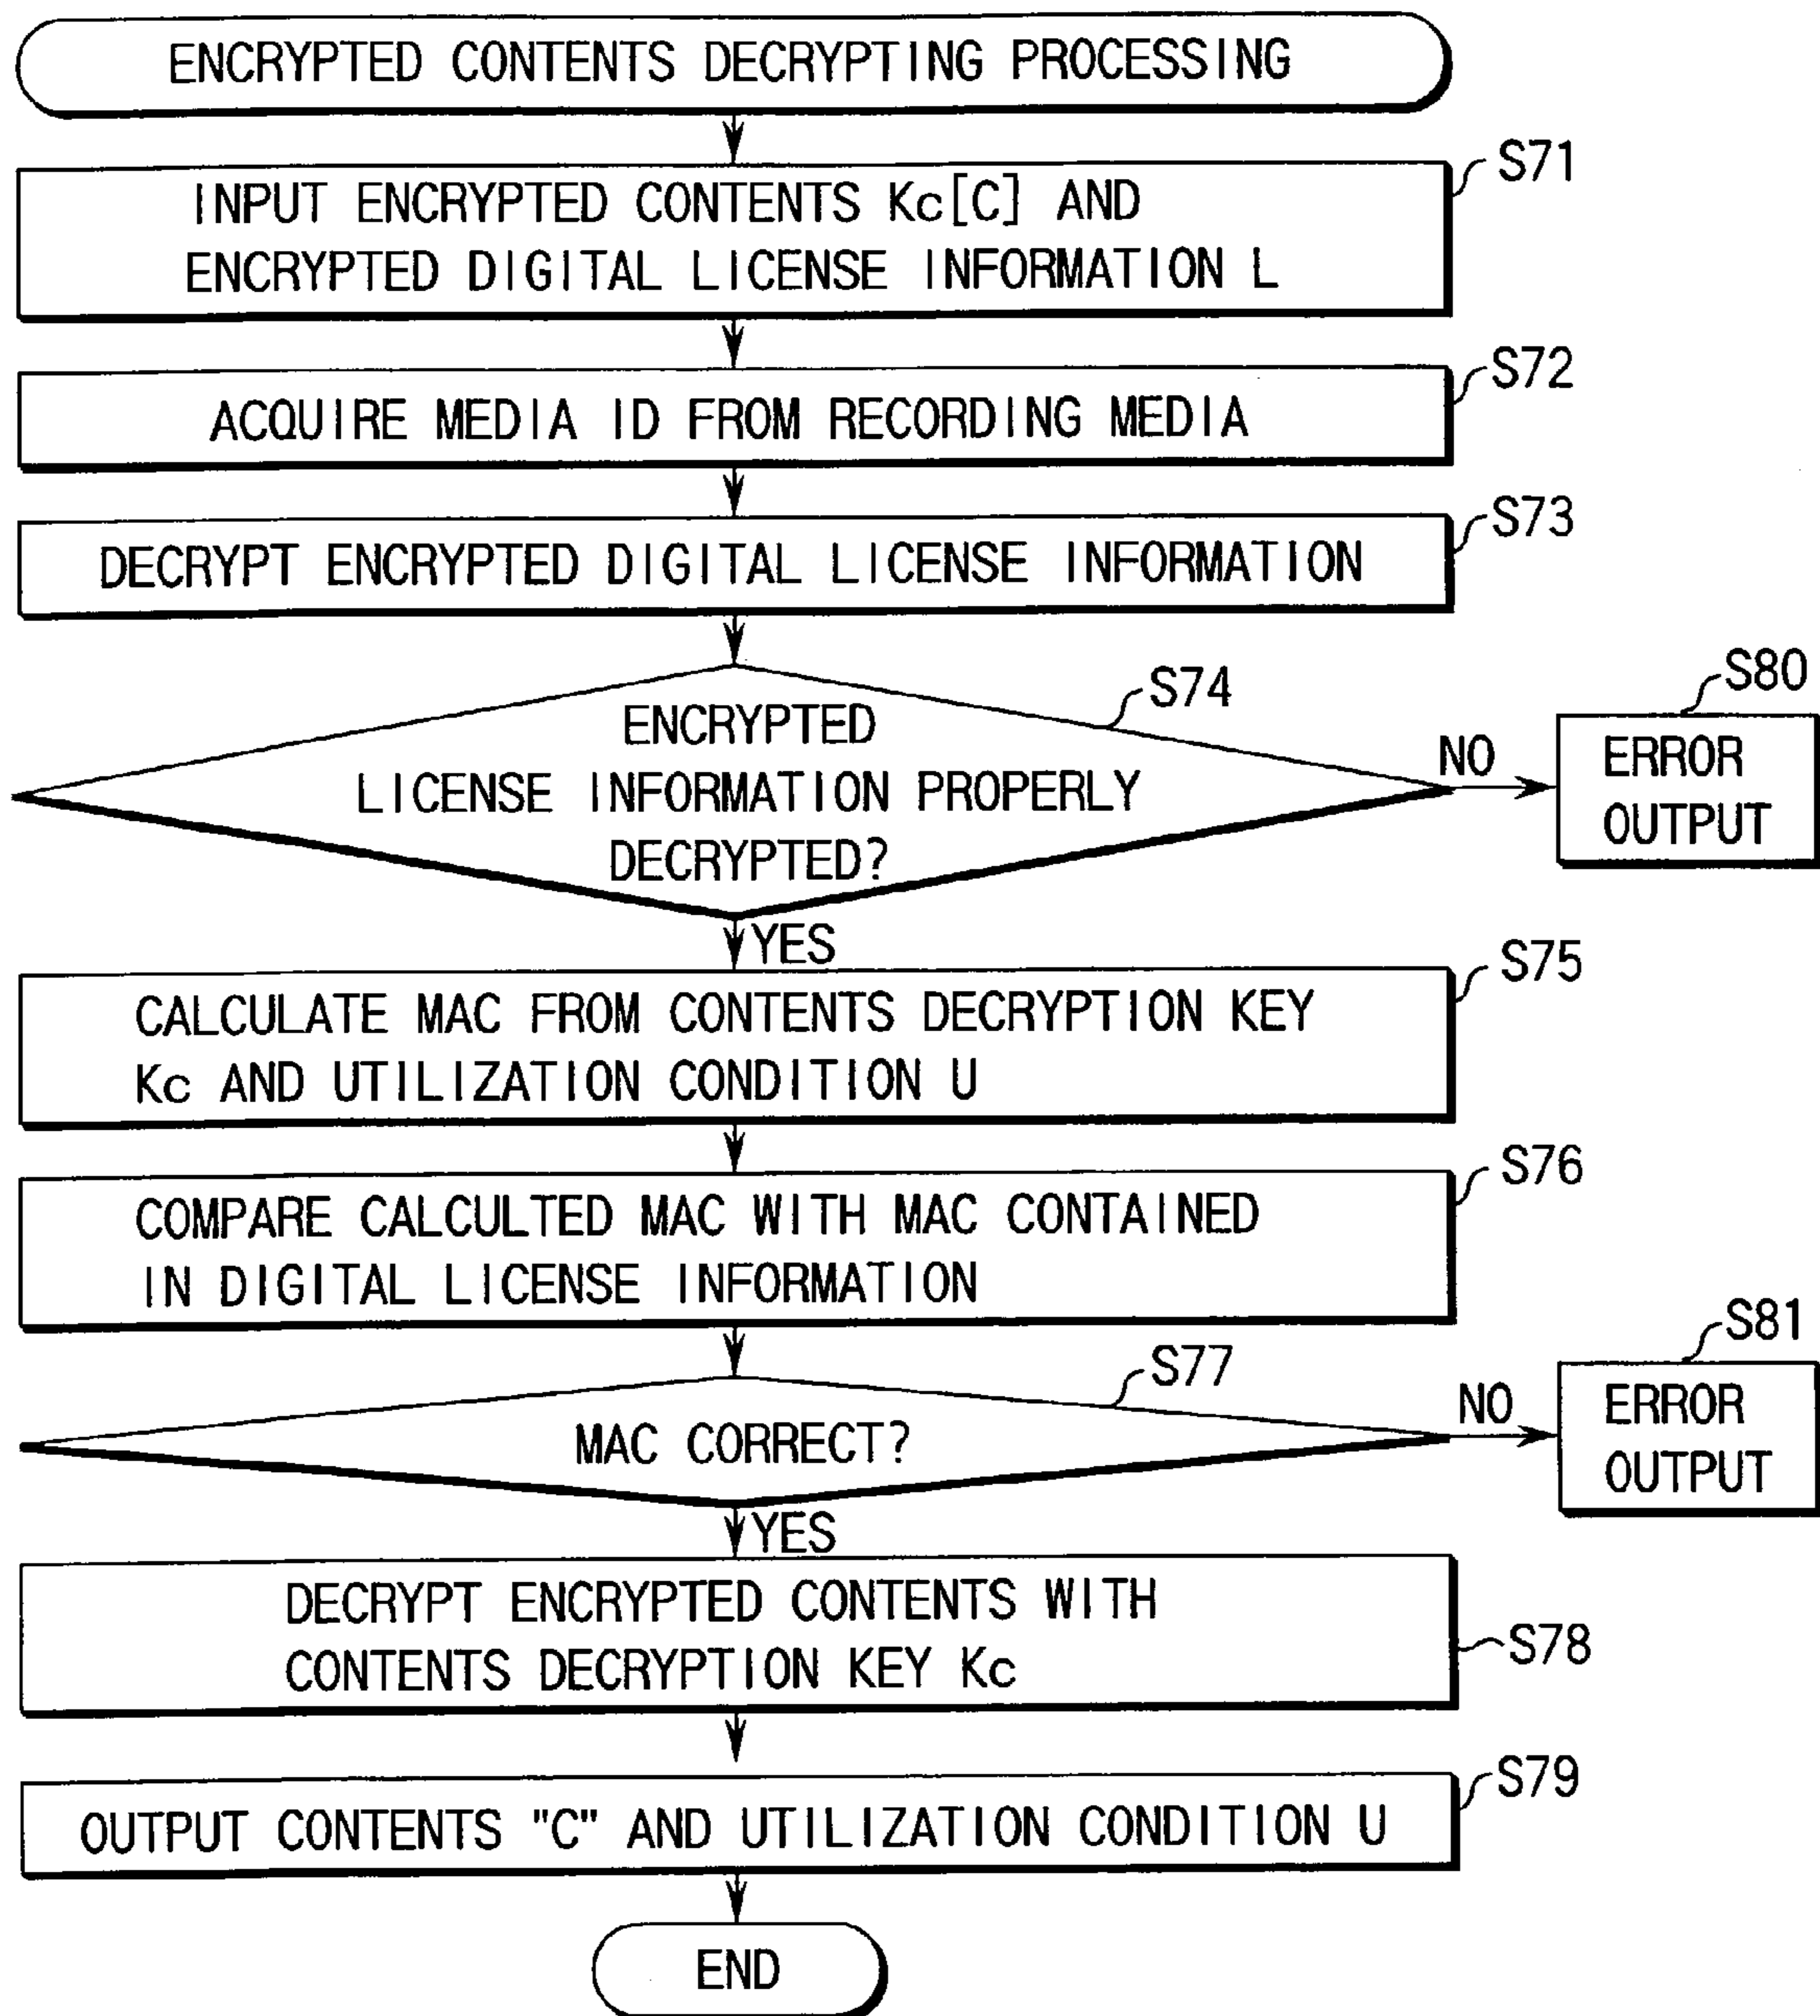 ENCRYPTED CONTENTS DECRYPTING PROCESSING
S71
INPUT ENCRYPTED CONTENTS Kc[C] AND
ENCRYPTED DIGITAL LICENSE INFORMATION L
S72
ACQUIRE MEDIA ID FROM RECORDING MEDIA
S73
DECRYPT ENCRYPTED DIGITAL LICENSE INFORMATION
S74
ENCRYPTED
LICENSE INFORMATION PROPERLY
DECRYPTED?
NO
S80
ERROR
OUTPUT
YES
S75
CALCULATE MAC FROM CONTENTS DECRYPTION KEY
Kc AND UTILIZATION CONDITION U
S76
COMPARE CALCULTED MAC WITH MAC CONTAINED
IN DIGITAL LICENSE INFORMATION
S77
MAC CORRECT?
NO
S81
ERROR
OUTPUT
YES
DECRYPT ENCRYPTED CONTENTS WITH
CONTENTS DECRYPTION KEY Kc
S78
S79
OUTPUT CONTENTS "C" AND UTILIZATION CONDITION U
END